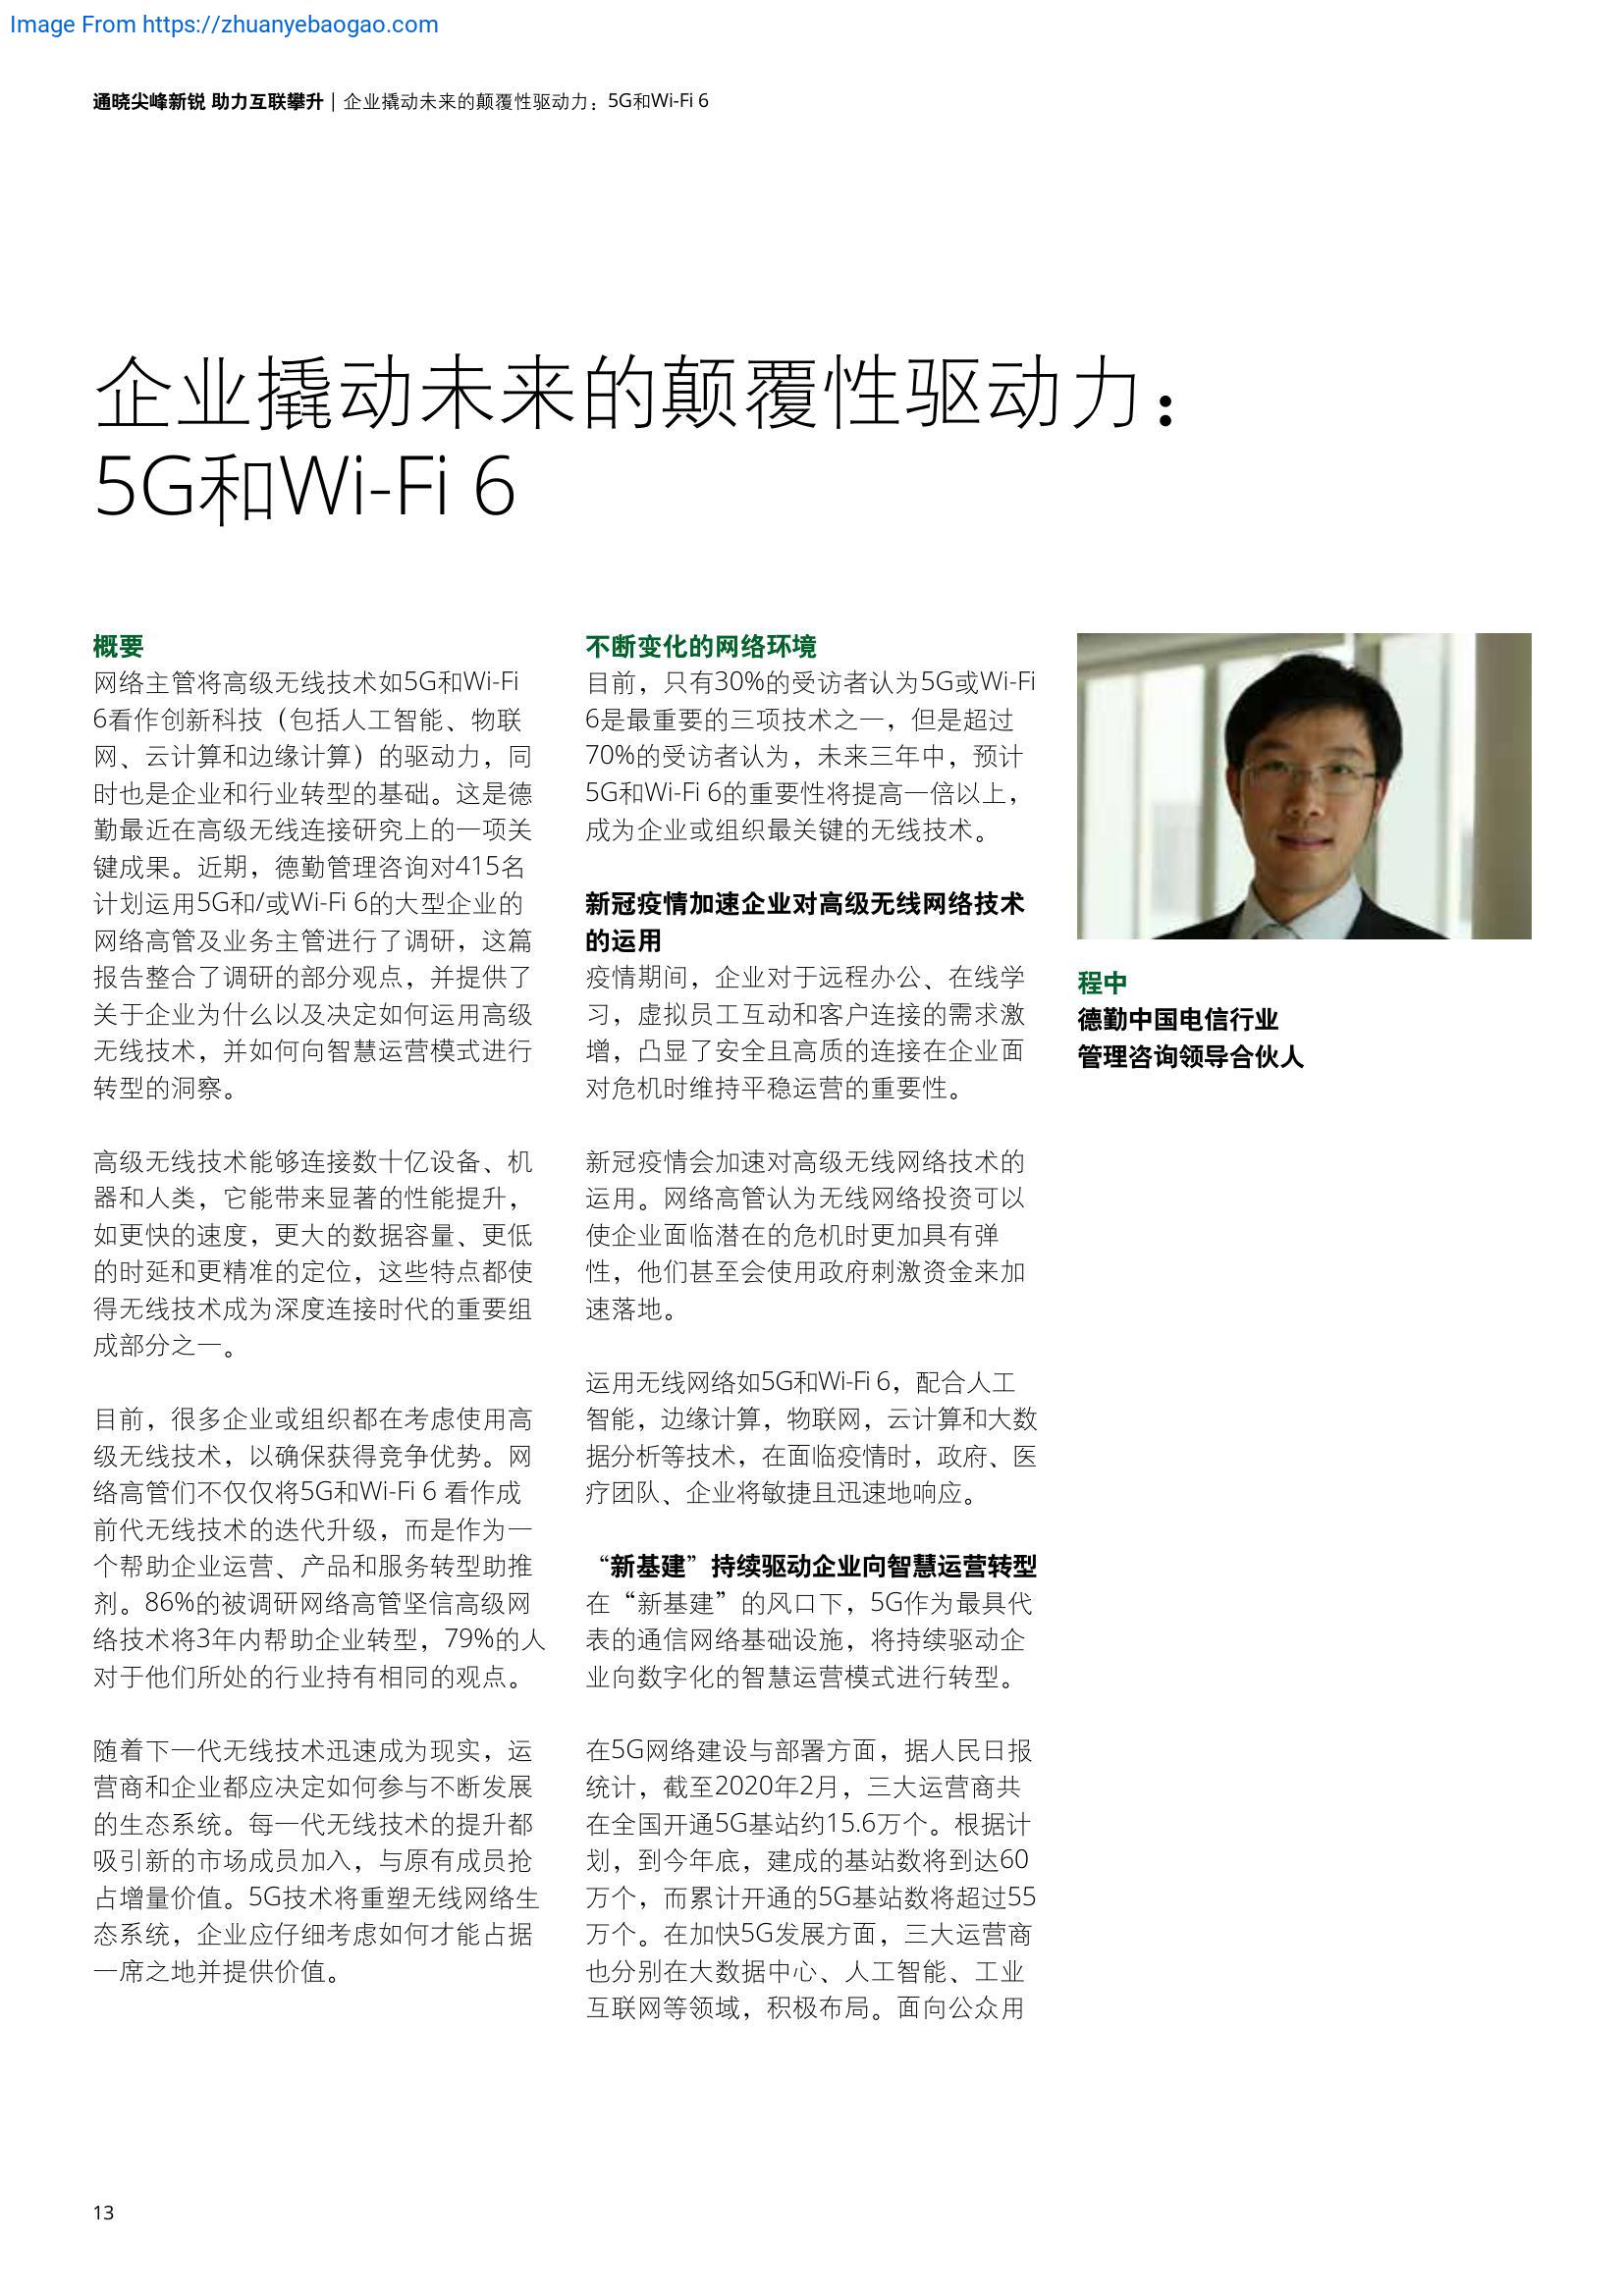 Image From https://zhuanyebaogao.com
通晓尖峰新锐 助力互联攀升 | 企业撬动未来的颠覆性驱动力：5G和Wi-Fi 6
企业撬动未来的颠覆性驱动力：
5G和Wi-Fi 6
概要
网络主管将高级无线技术如5G和Wi-Fi
6看作创新科技（包括人工智能、物联
网、云计算和边缘计算）的驱动力，同
时也是企业和行业转型的基础。这是德
勤最近在高级无线连接研究上的一项关
键成果。近期，德勤管理咨询对415名
计划运用5G和/或Wi-Fi 6的大型企业的
网络高管及业务主管进行了调研，这篇
报告整合了调研的部分观点，并提供了
关于企业为什么以及决定如何运用高级
无线技术，并如何向智慧运营模式进行
转型的洞察。
高级无线技术能够连接数十亿设备、机
器和人类，它能带来显著的性能提升，
如更快的速度，更大的数据容量、更低
的时延和更精准的定位，这些特点都使
得无线技术成为深度连接时代的重要组
成部分之一。
目前，很多企业或组织都在考虑使用高
级无线技术，以确保获得竞争优势。网
络高管们不仅仅将5G和Wi-Fi 6 看作成
前代无线技术的迭代升级，而是作为一
个帮助企业运营、产品和服务转型助推
剂。86%的被调研网络高管坚信高级网
络技术将3年内帮助企业转型，79%的人
对于他们所处的行业持有相同的观点。
随着下一代无线技术迅速成为现实，运
营商和企业都应决定如何参与不断发展
的生态系统。每一代无线技术的提升都
吸引新的市场成员加入，与原有成员抢
占增量价值。5G技术将重塑无线网络生
态系统，企业应仔细考虑如何才能占据
一席之地并提供价值。
不断变化的网络环境
目前，只有30%的受访者认为5G或Wi-Fi
6是最重要的三项技术之一，但是超过
70%的受访者认为，未来三年中，预计
5G和Wi-Fi 6的重要性将提高一倍以上，
成为企业或组织最关键的无线技术。
新冠疫情加速企业对高级无线网络技术
的运用
疫情期间，企业对于远程办公、在线学
习，虚拟员工互动和客户连接的需求激
增，凸显了安全且高质的连接在企业面
对危机时维持平稳运营的重要性。
新冠疫情会加速对高级无线网络技术的
运用。网络高管认为无线网络投资可以
使企业面临潜在的危机时更加具有弹
性，他们甚至会使用政府刺激资金来加
速落地。
运用无线网络如5G和Wi-Fi 6，配合人工
智能，边缘计算，物联网，云计算和大数
据分析等技术，在面临疫情时，政府、医
疗团队、企业将敏捷且迅速地响应。
“新基建”持续驱动企业向智慧运营转型
在“新基建”的风口下，5G作为最具代
表的通信网络基础设施，将持续驱动企
业向数字化的智慧运营模式进行转型。
在5G网络建设与部署方面，据人民日报
统计，截至2020年2月，三大运营商共
在全国开通5G基站约15.6万个。根据计
划，到今年底，建成的基站数将到达60
万个，而累计开通的5G基站数将超过55
万个。在加快5G发展方面，三大运营商
也分别在大数据中心、人工智能、工业
互联网等领域，积极布局。面向公众用
程中
德勤中国电信行业
管理咨询领导合伙人
13